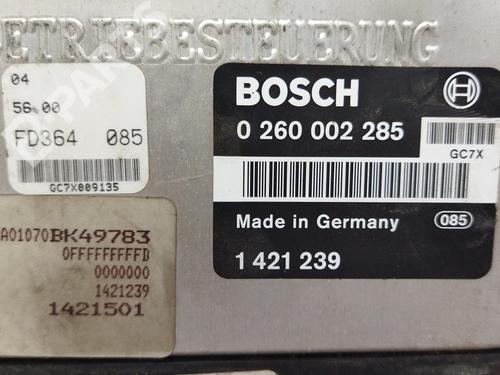 ETRIEBESTEUERUNG
04
56 00
FD364 085
GC7X009135
A01070BK49783
0FFFFFFFFFD
0000000
1421239
1421501
BOSCH
0 260 002 285
GC7X
Made in Germany 085
1 421 239